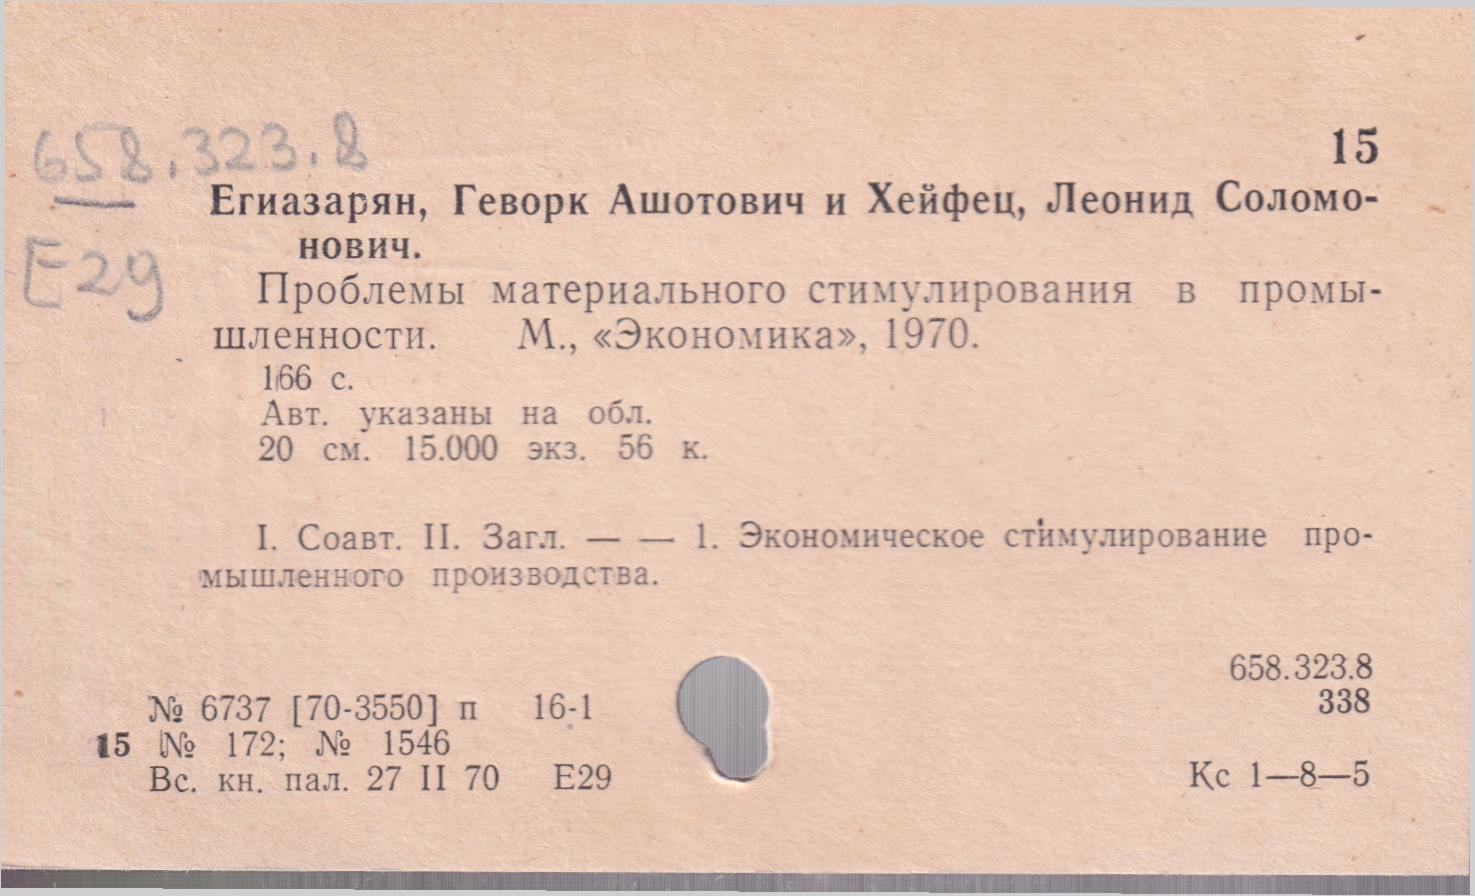 658.323.8
15
Егиазарян, Геворк Ашотович и Хейфец, Леонид Соломо-
нович.
E29
Проблемы материального стимулирования в промы-
шленности. М., «Экономика», 1970.
166 с.
Авт. указаны на обл.
20 см. 15.000 экз. 56 к.
I. Соавт. II. Загл. — — 1. Экономическое стимулирование про-
мышленного производства.
658.323.8
338
№ 6737 [70-3550] п 16-1
15 № 172; № 1546
Вс. кн. пал. 27 II 70 Е29
Кс 1—8—5